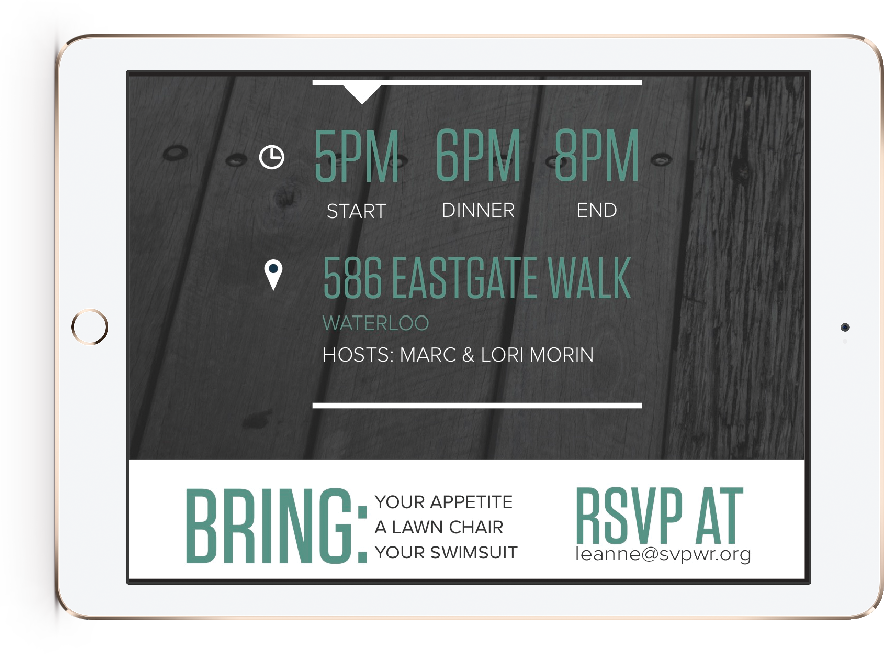 5PM 6PM 8PM
START DINNER END
586 EASTGATE WALK
WATERLOO
HOSTS: MARC & LORI MORIN
BRING:
YOUR APPETITE
A LAWN CHAIR
YOUR SWIMSUIT
RSVP AT
leanne@svpwr.org